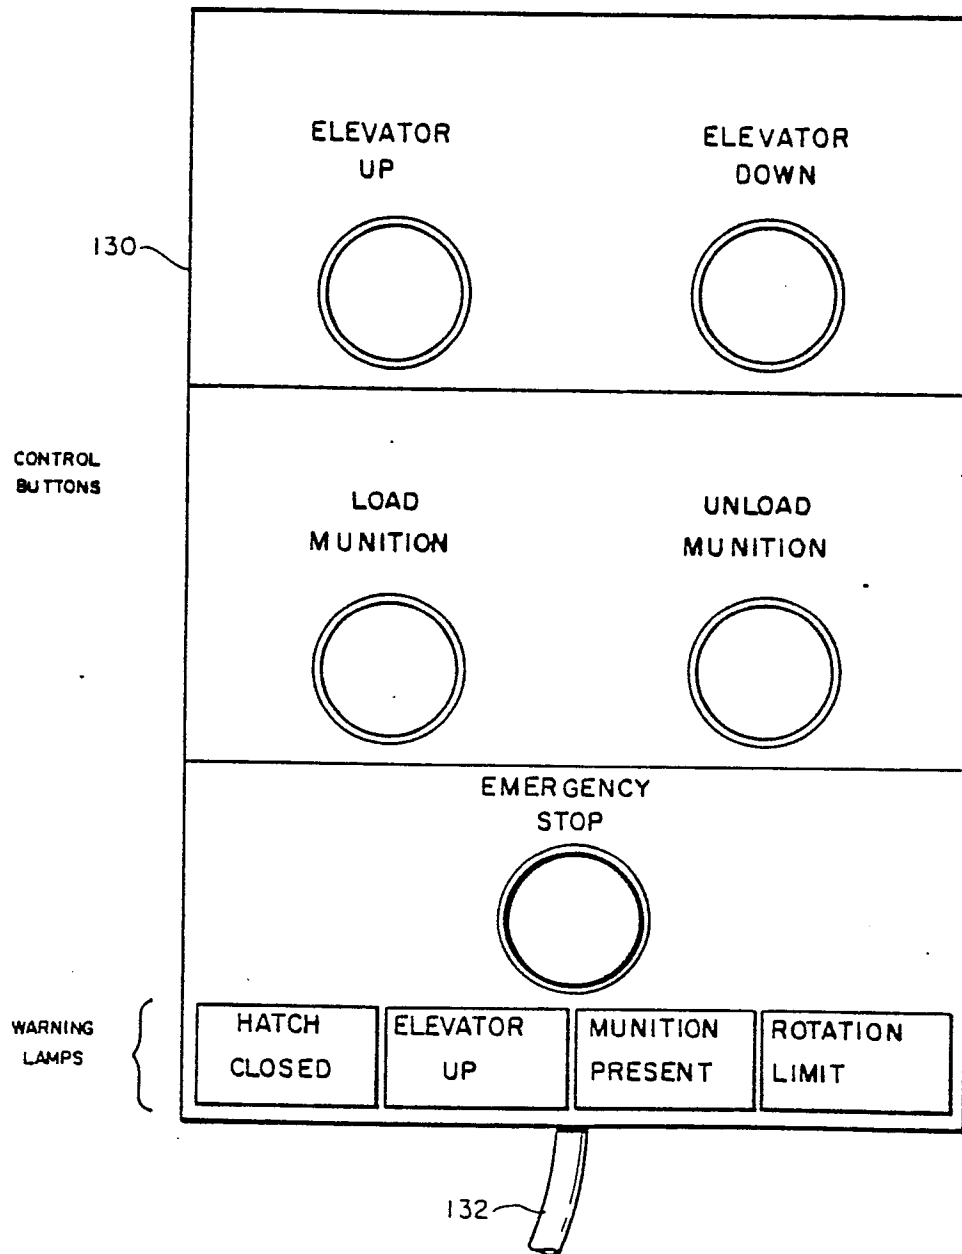 ELEVATOR
UP
ELEVATOR
DOWN
130
CONTROL
BUTTONS
LOAD
MUNITION
UNLOAD
MUNITION
EMERGENCY
STOP
WARNING
LAMPS
HATCH
CLOSED
ELEVATOR
UP
MUNITION
PRESENT
ROTATION
LIMIT
132